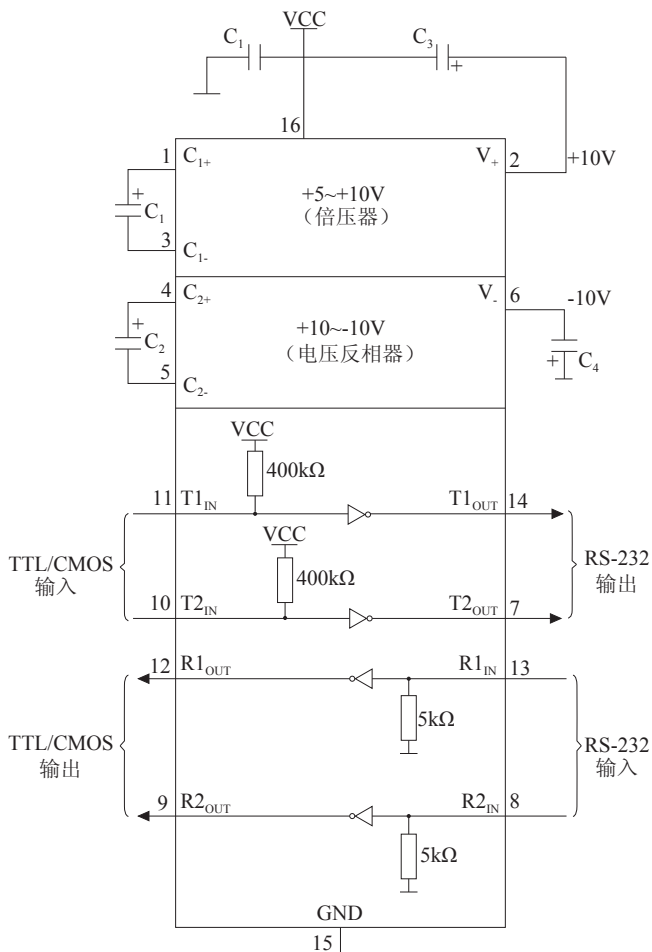 VCC
C₁
C₃
+
16
1
C₁₊
V₊
2
+10V
+
C₁
+5~+10V
（倍压器）
3
C₁₋
4
C₂₊
V₋
6
-10V
+
C₂
+10~-10V
（电压反相器）
+
C₄
5
C₂₋
VCC
400kΩ
11
T1IN
T1OUT
14
VCC
TTL/CMOS
输入
400kΩ
RS-232
输出
10
T2IN
T2OUT
7
12
R1OUT
R1IN
13
5kΩ
TTL/CMOS
输出
RS-232
输入
9
R2OUT
R2IN
8
5kΩ
GND
15